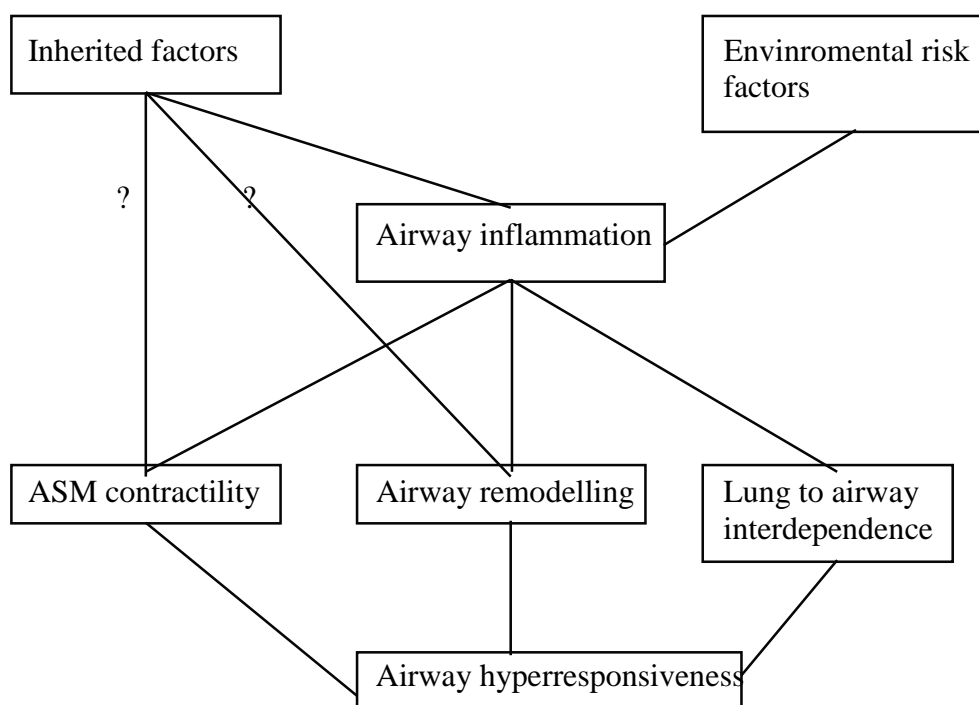 Inherited factors
Envinromental risk
factors
? ?
Airway inflammation
ASM contractility
Airway remodelling
Lung to airway
interdependence
Airway hyperresponsiveness